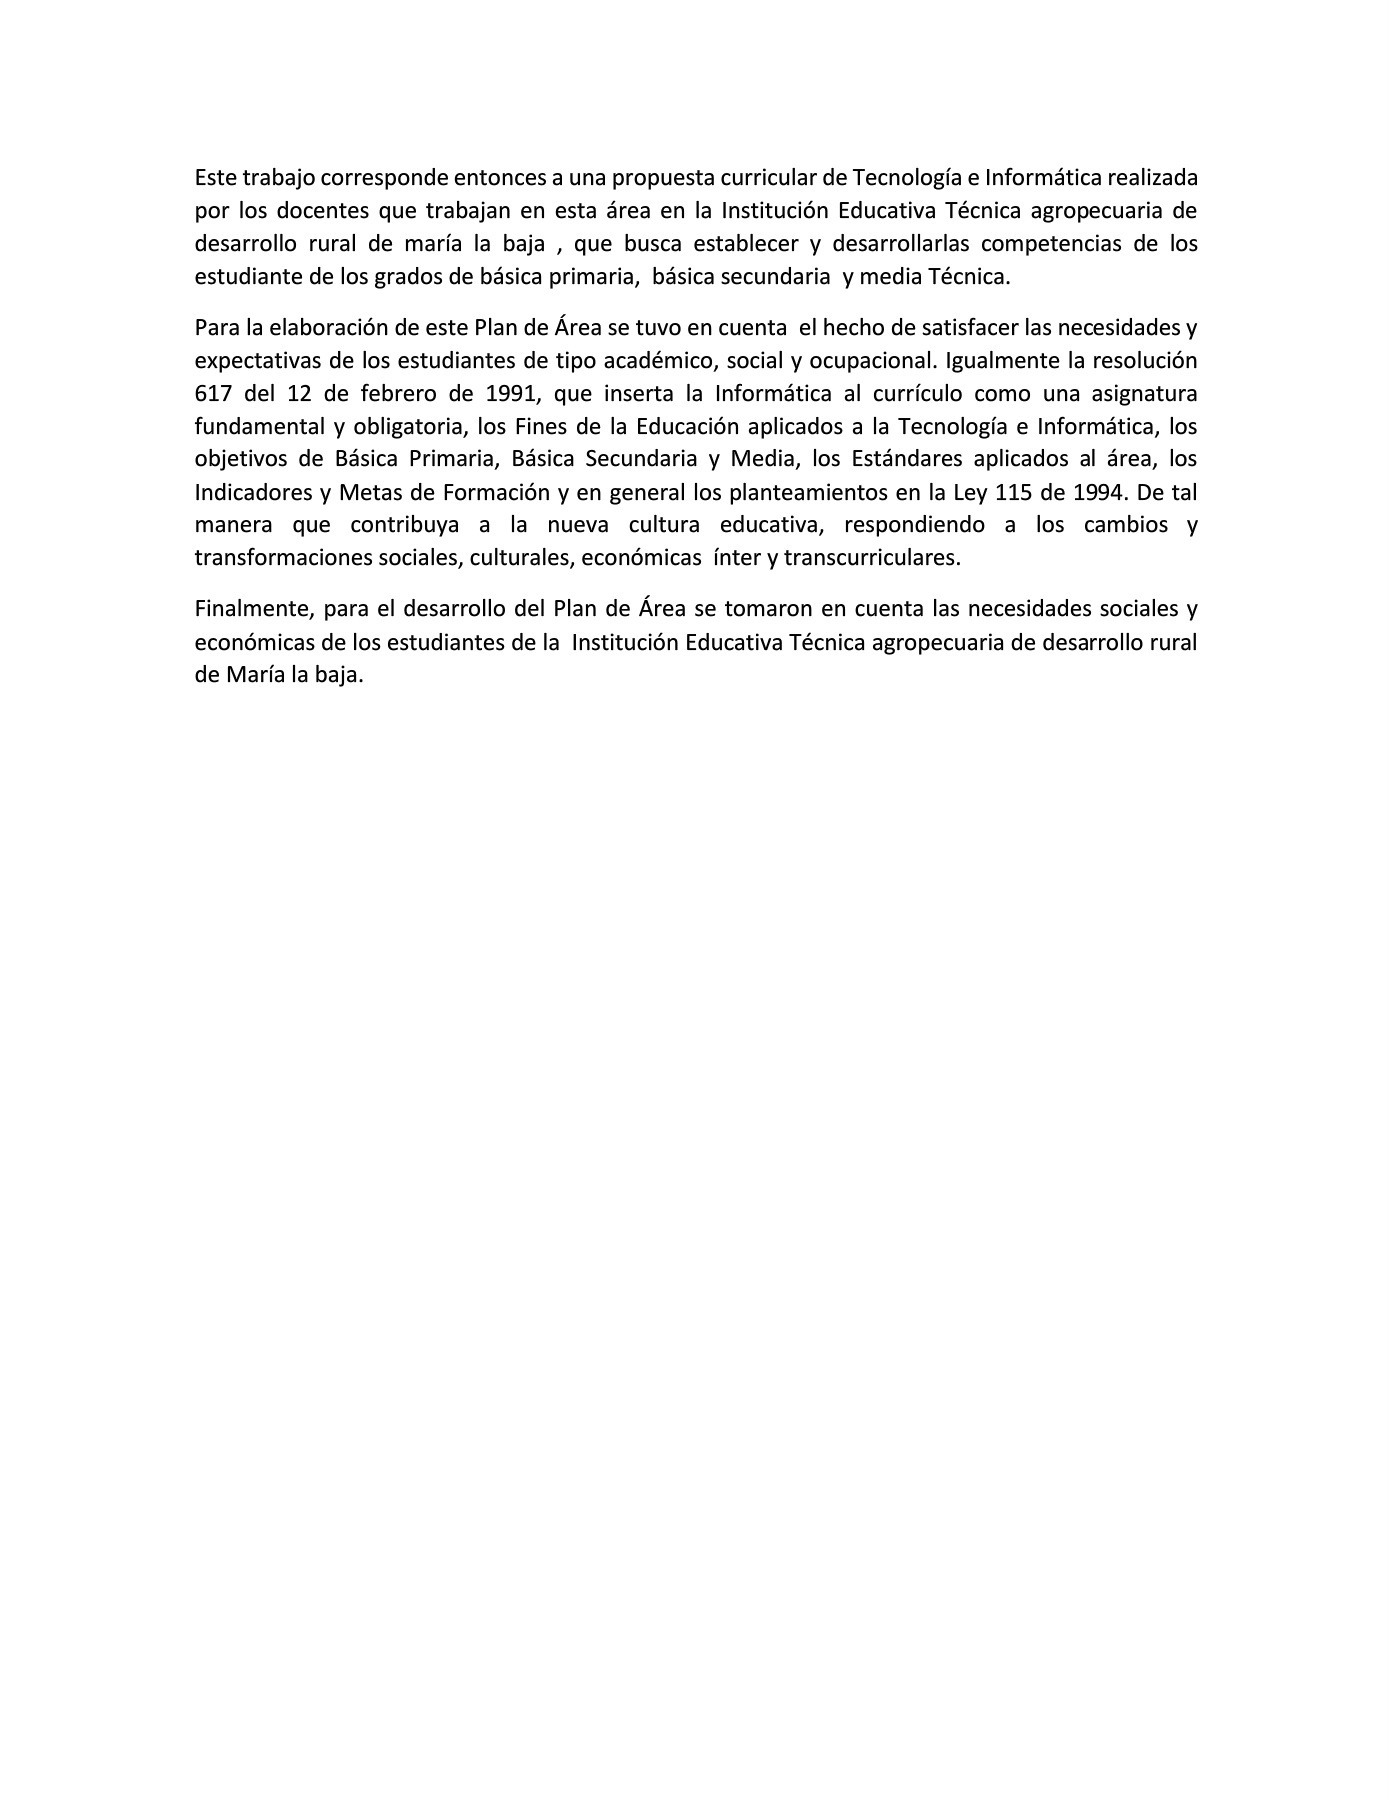 Este trabajo corresponde entonces a una propuesta curricular de Tecnología e Informática realizada
por los docentes que trabajan en esta área en la Institución Educativa Técnica agropecuaria de
desarrollo rural de maría la baja , que busca establecer y desarrollarlas competencias de los
estudiante de los grados de básica primaria,  básica secundaria  y media Técnica.
Para la elaboración de este Plan de Área se tuvo en cuenta  el hecho de satisfacer las necesidades y
expectativas de los estudiantes de tipo académico, social y ocupacional. Igualmente la resolución
617 del 12 de febrero de 1991, que inserta la Informática al currículo como una asignatura
fundamental y obligatoria, los Fines de la Educación aplicados a la Tecnología e Informática, los
objetivos de Básica Primaria, Básica Secundaria y Media, los Estándares aplicados al área, los
Indicadores y Metas de Formación y en general los planteamientos en la Ley 115 de 1994. De tal
manera que contribuya a la nueva cultura educativa, respondiendo a los cambios y
transformaciones sociales, culturales, económicas  ínter y transcurriculares.
Finalmente, para el desarrollo del Plan de Área se tomaron en cuenta las necesidades sociales y
económicas de los estudiantes de la  Institución Educativa Técnica agropecuaria de desarrollo rural
de María la baja.